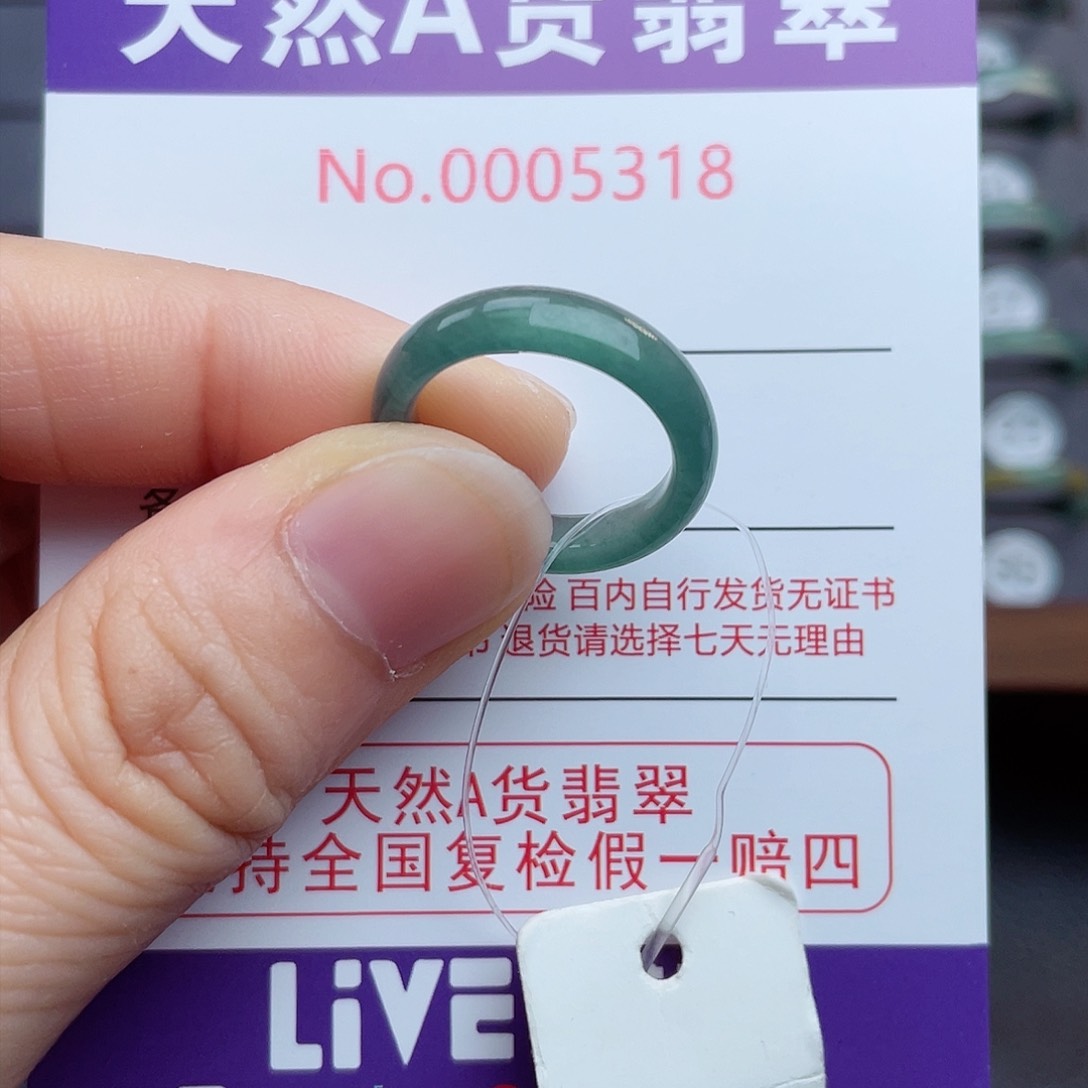 天然A货翡翠
No.0005318
验 百内自行发货无证书
退货请选择七天无理由
天然A货翡翠
持全国复检假一赔四
LiVE